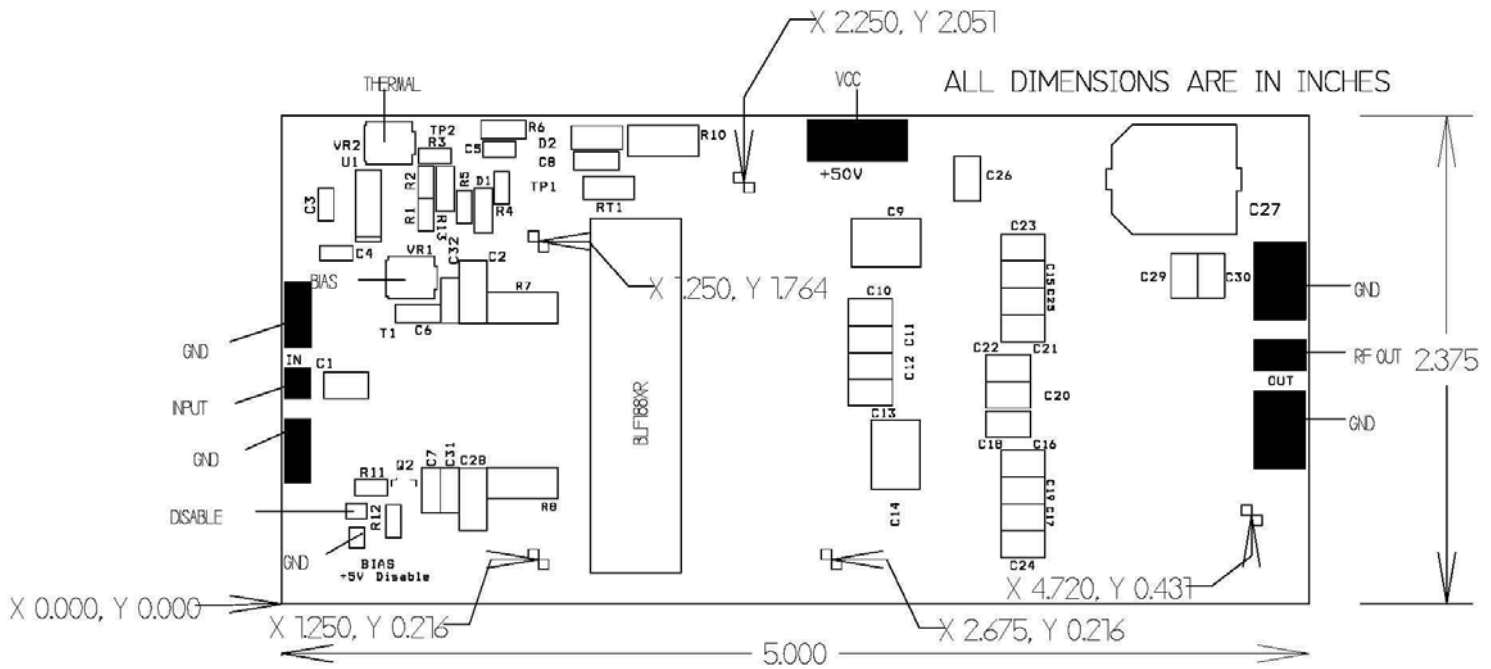 X 2.250, Y 2.051
ALL DIMENSIONS ARE IN INCHES
THERMAL
VCC
TP2
R6
D2
R10
VR2
R3
C5
C8
+50V
U1
R2
R5
D1
TP1
RT1
C26
C3
R1
R13
R4
C9
C27
C23
C4
VR1
C32
C2
X 1.250, Y 1.764
BIAS
R7
C10
C15
C25
C29
C30
GND
T1
C6
C11
C21
GND
IN
C1
C12
C22
RF OUT
2.375
OUT
INPUT
C20
BLF188XR
C13
GND
GND
C18
C16
R11
Q2
C7
C31
C28
C19
C17
DISABLE
R12
R8
C14
GND
BIAS
+5V Disable
C24
X 4.720, Y 0.431
X 0.000, Y 0.000
X 1.250, Y 0.216
X 2.675, Y 0.216
5.000